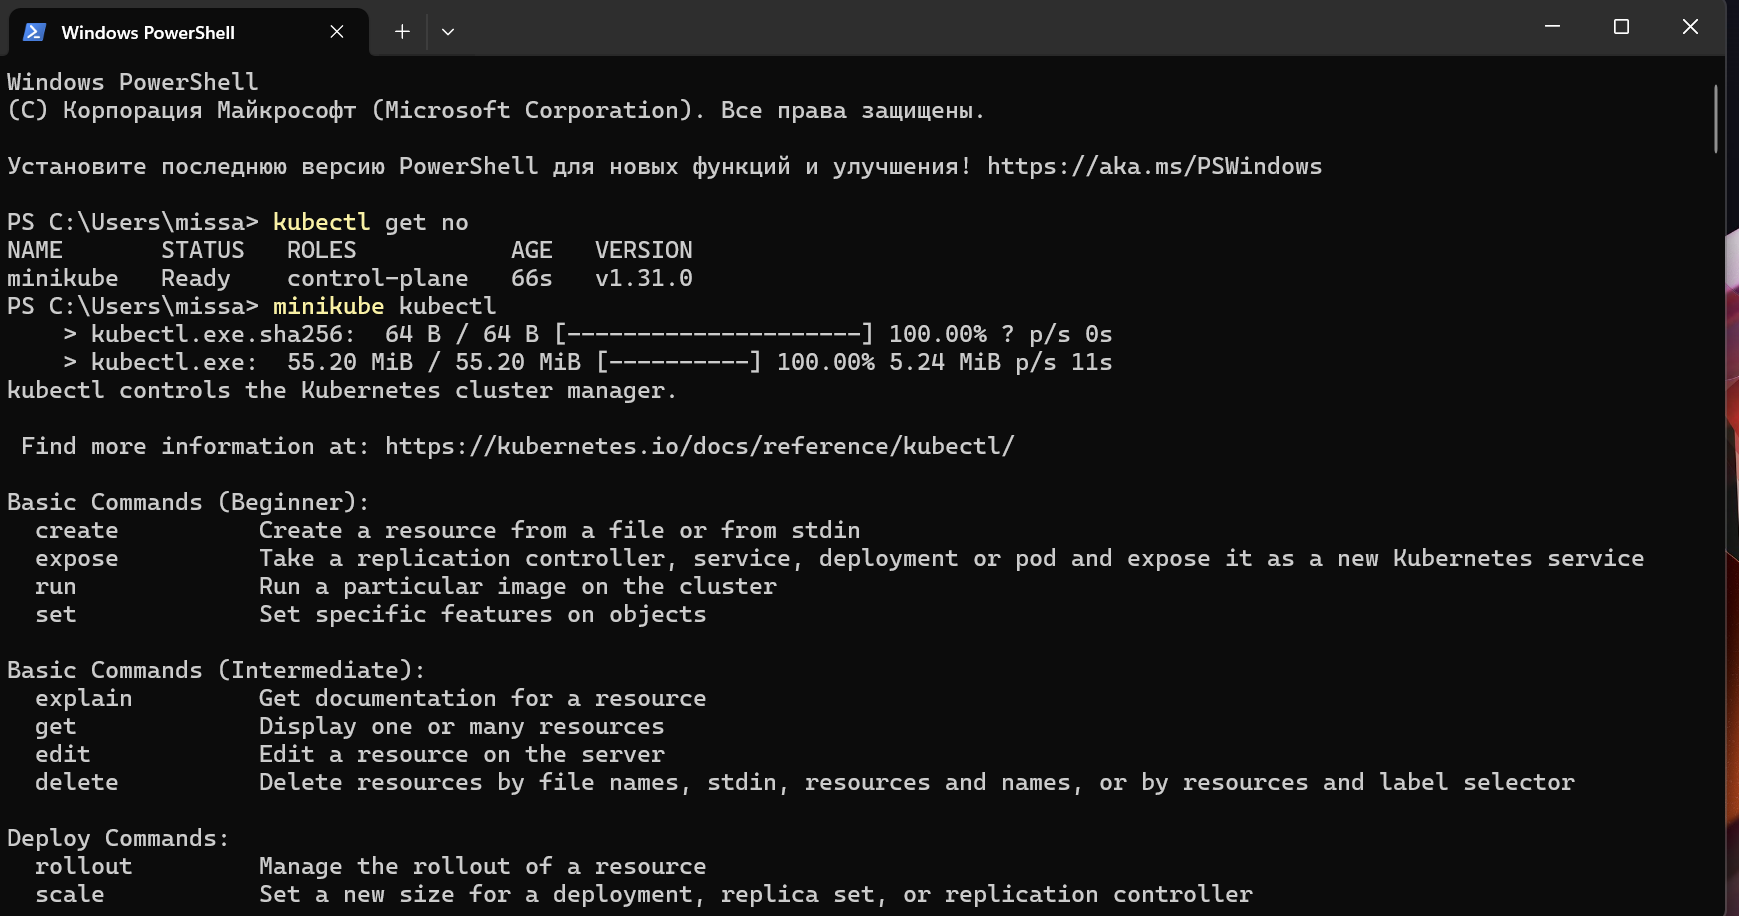 Windows PowerShell
Windows PowerShell
(C) Корпорация Майкрософт (Microsoft Corporation). Все права защищены.
Установите последнюю версию PowerShell для новых функций и улучшения! https://aka.ms/PSWindows
PS C:\Users\missa> kubectl get no
NAME       STATUS   ROLES           AGE   VERSION
minikube   Ready    control-plane   66s   v1.31.0
PS C:\Users\missa> minikube kubectl
    > kubectl.exe.sha256:  64 B / 64 B [---------------------] 100.00% ? p/s 0s
    > kubectl.exe:  55.20 MiB / 55.20 MiB [----------] 100.00% 5.24 MiB p/s 11s
kubectl controls the Kubernetes cluster manager.
 Find more information at: https://kubernetes.io/docs/reference/kubectl/
Basic Commands (Beginner):
  create          Create a resource from a file or from stdin
  expose          Take a replication controller, service, deployment or pod and expose it as a new Kubernetes service
  run             Run a particular image on the cluster
  set             Set specific features on objects
Basic Commands (Intermediate):
  explain         Get documentation for a resource
  get             Display one or many resources
  edit            Edit a resource on the server
  delete          Delete resources by file names, stdin, resources and names, or by resources and label selector
Deploy Commands:
  rollout         Manage the rollout of a resource
  scale           Set a new size for a deployment, replica set, or replication controller